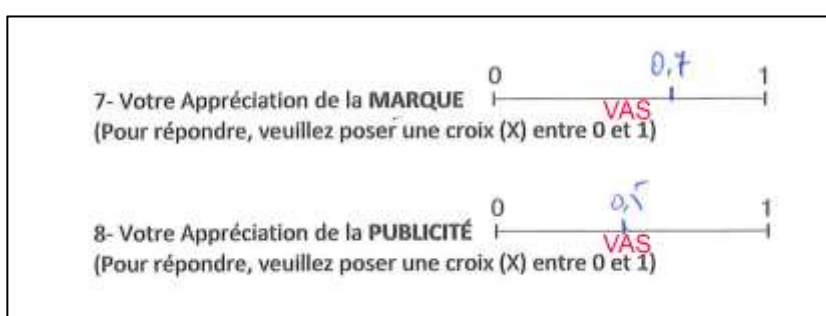 0 0,7 1
7- Votre Appréciation de la MARQUE
VAS
(Pour répondre, veuillez poser une croix (X) entre 0 et 1)
0 0,5 1
8- Votre Appréciation de la PUBLICITÉ
VAS
(Pour répondre, veuillez poser une croix (X) entre 0 et 1)